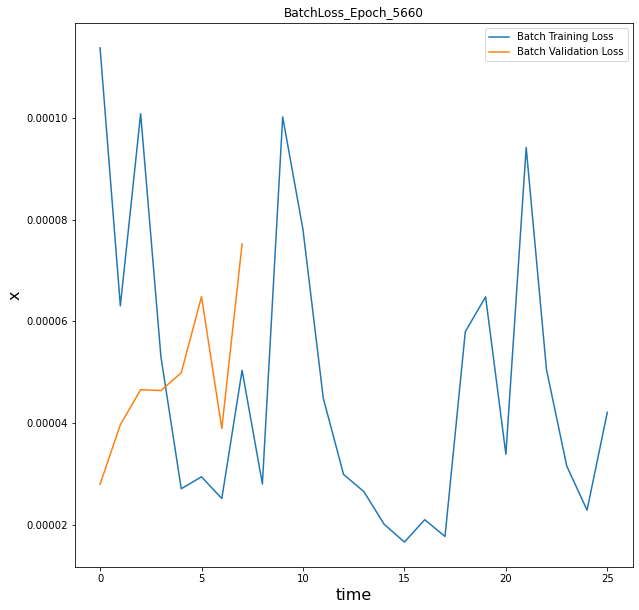 BatchLoss_Epoch_5660
Batch Training Loss
Batch Validation Loss
0.00010
0.00008
0.00006
0.00004
0.00002
x
0 5 10 15 20 25
time